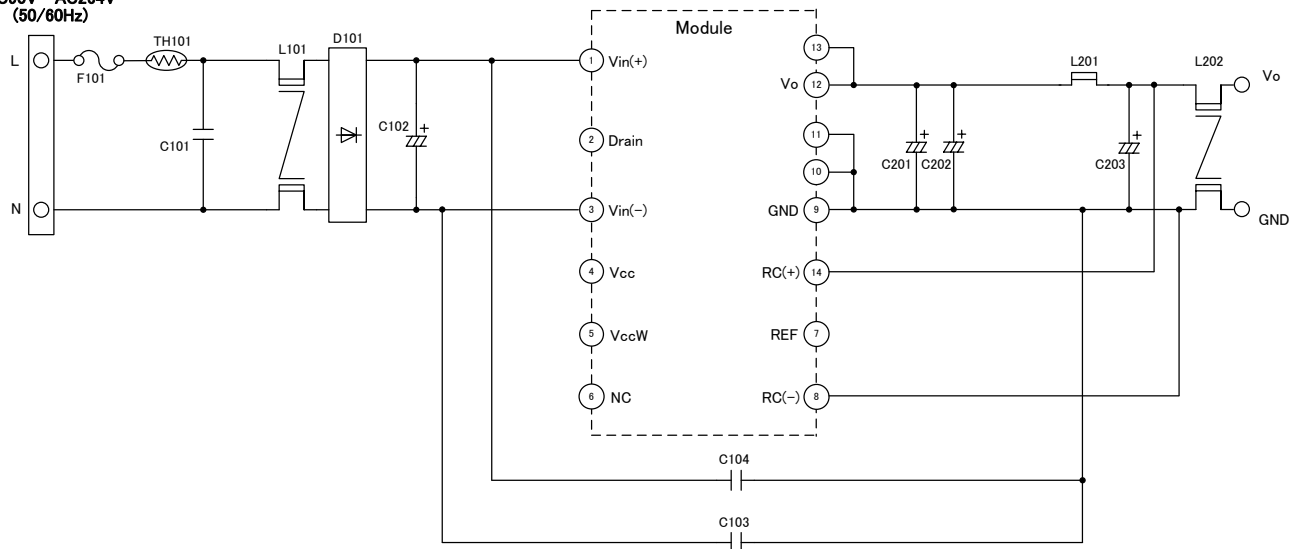 (50/60Hz)
L
F101
TH101
C101
L101
D101
C102
N
Module
1 Vin(+)
2 Drain
3 Vin(-)
4 Vcc
5 VccW
6 NC
13
Vo 12
11
10
GND 9
RC(+) 14
REF 7
RC(-) 8
C201
C202
L201
C203
L202
Vo
GND
C104
C103